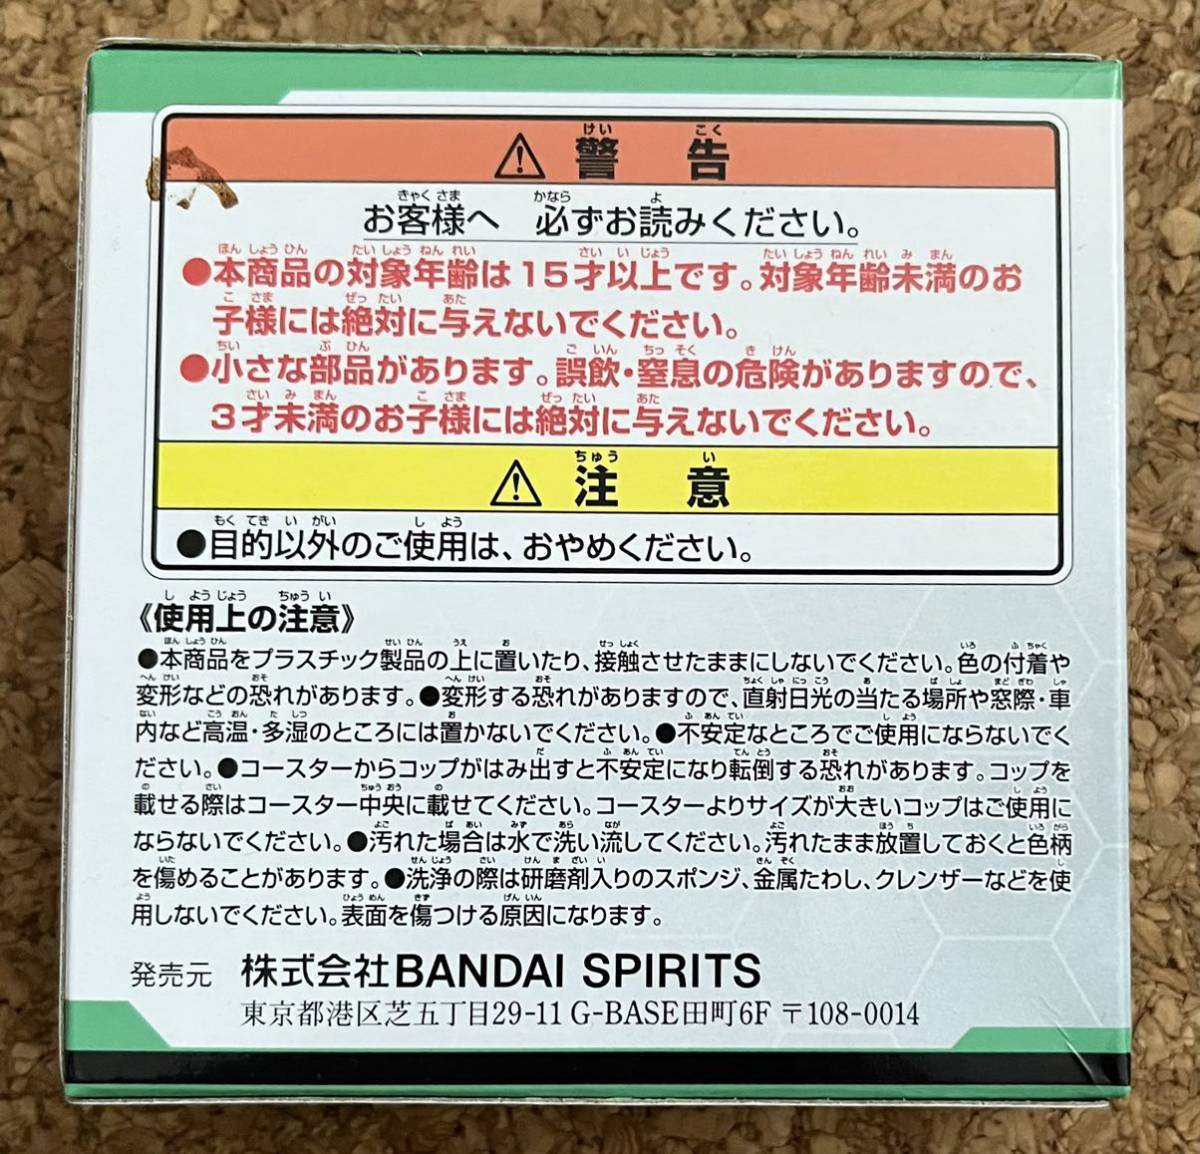 ⚠ 警告
お客様へ 必ずお読みください。
●本商品の対象年齢は15才以上です。対象年齢未満のお
子様には絶対に与えないでください。
●小さな部品があります。誤飲・窒息の危険がありますので、
3才未満のお子様には絶対に与えないでください。
⚠ 注意
●目的以外のご使用は、おやめください。
《使用上の注意》
●本商品をプラスチック製品の上に置いたり、接触させたままにしないでください。色の付着や
変形などの恐れがあります。●変形する恐れがありますので、直射日光の当たる場所や窓際・車
内など高温・多湿のところには置かないでください。●不安定なところでご使用にならないでく
ださい。●コースターからコップがはみ出すと不安定になり転倒する恐れがあります。コップを
載せる際はコースター中央に載せてください。コースターよりサイズが大きいコップはご使用に
ならないでください。●汚れた場合は水で洗い流してください。汚れたまま放置しておくと色柄
を傷めることがあります。●洗浄の際は研磨剤入りのスポンジ、金属たわし、クレンザーなどを使
用しないでください。表面を傷つける原因になります。
発売元 株式会社BANDAI SPIRITS
東京都港区芝五丁目29-11 G-BASE田町6F 〒108-0014